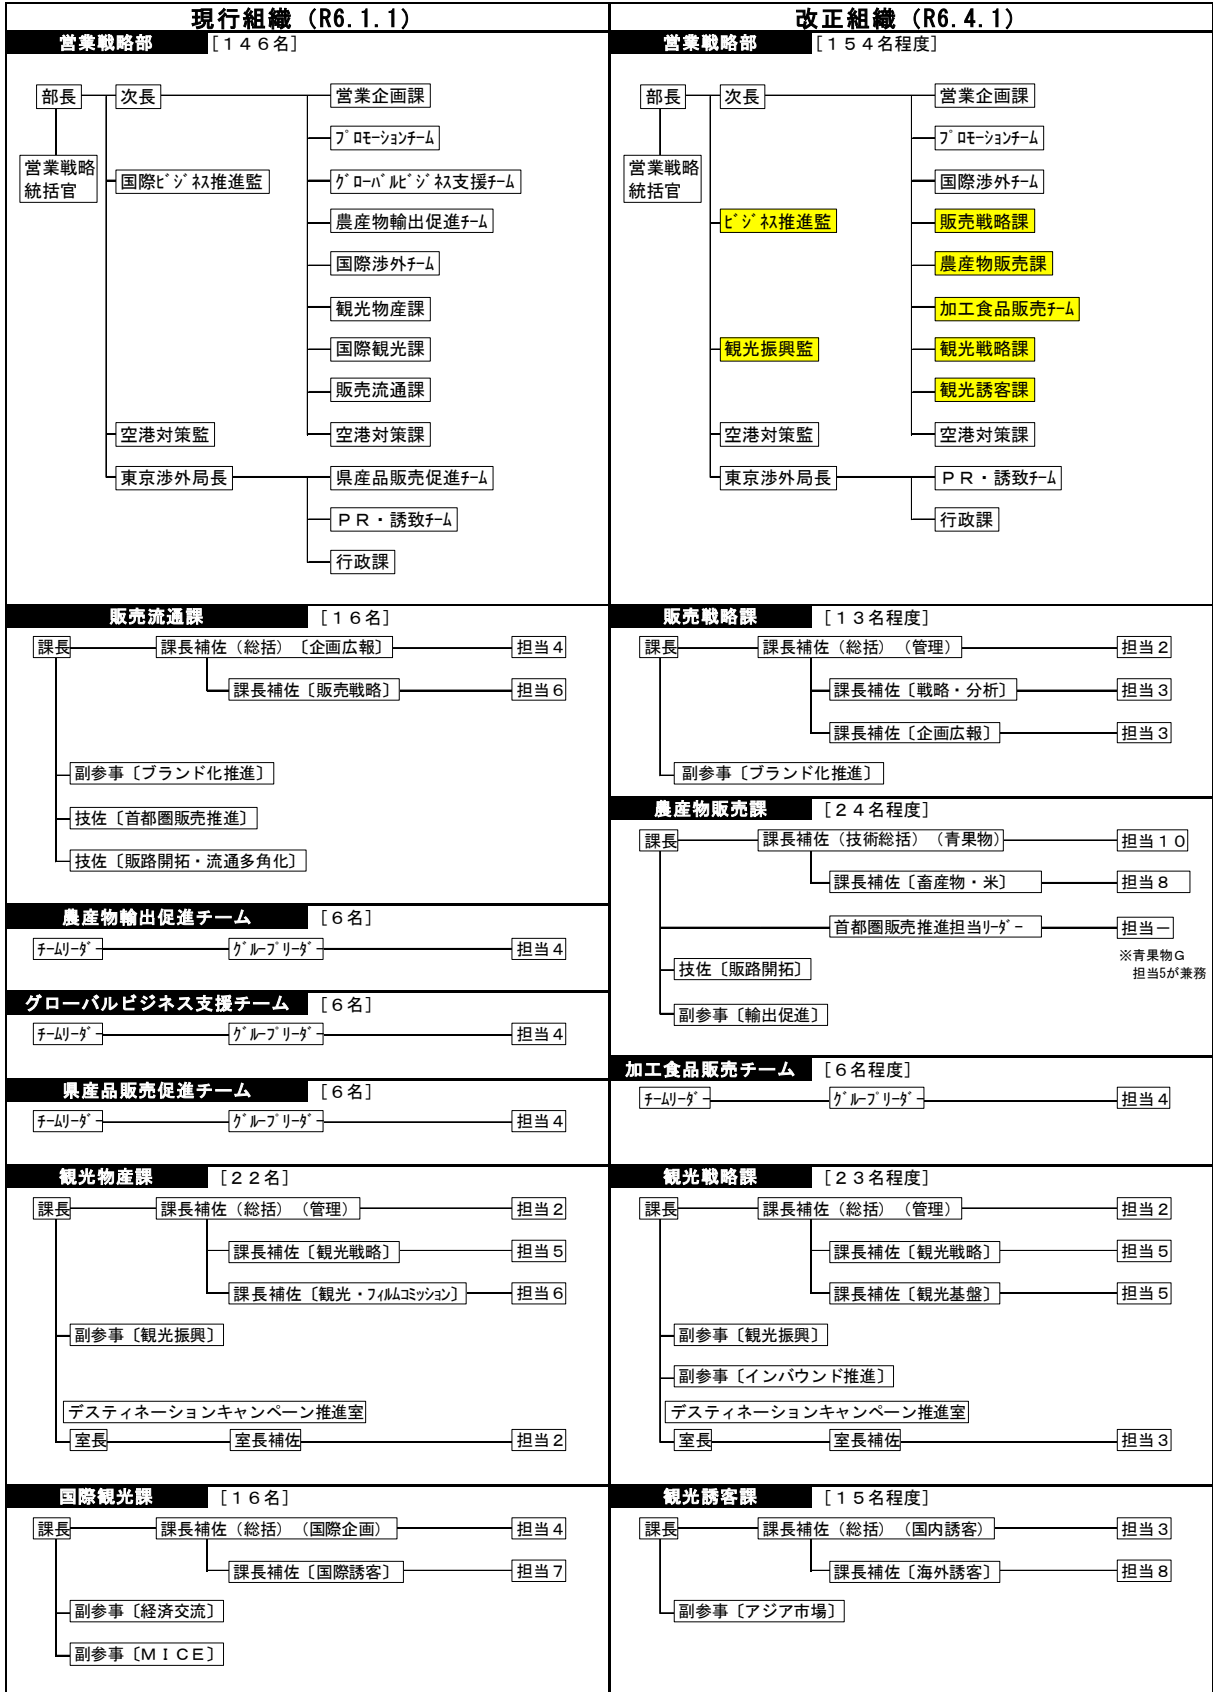 現行組織（R6.1.1）
営業戦略部 ［１４６名］
部長 次長 営業企画課
ﾌﾟﾛﾓｰｼｮﾝﾁｰﾑ
営業戦略
統括官
国際ﾋﾞｼﾞﾈｽ推進監 ｸﾞﾛｰﾊﾞﾙﾋﾞｼﾞﾈｽ支援ﾁｰﾑ
農産物輸出促進ﾁｰﾑ
国際渉外ﾁｰﾑ
観光物産課
国際観光課
販売流通課
空港対策監 空港対策課
東京渉外局長 県産品販売促進ﾁｰﾑ
ＰＲ・誘致ﾁｰﾑ
行政課
販売流通課 ［１６名］
課長 課長補佐（総括）〔企画広報〕 担当４
課長補佐〔販売戦略〕 担当６
副参事〔ブランド化推進〕
技佐〔首都圏販売推進〕
技佐〔販路開拓・流通多角化〕
農産物輸出促進チーム ［６名］
ﾁｰﾑﾘｰﾀﾞｰ ｸﾞﾙｰﾌﾟﾘｰﾀﾞｰ 担当４
グローバルビジネス支援チーム ［６名］
ﾁｰﾑﾘｰﾀﾞｰ ｸﾞﾙｰﾌﾟﾘｰﾀﾞｰ 担当４
県産品販売促進チーム ［６名］
ﾁｰﾑﾘｰﾀﾞｰ ｸﾞﾙｰﾌﾟﾘｰﾀﾞｰ 担当４
観光物産課 ［２２名］
課長 課長補佐（総括）（管理） 担当２
課長補佐〔観光戦略〕 担当５
課長補佐〔観光・ﾌｨﾙﾑｺﾐｯｼｮﾝ〕 担当６
副参事〔観光振興〕
デスティネーションキャンペーン推進室
室長 室長補佐 担当２
国際観光課 ［１６名］
課長 課長補佐（総括）（国際企画） 担当４
課長補佐〔国際誘客〕 担当７
副参事〔経済交流〕
副参事〔ＭＩＣＥ〕
改正組織（R6.4.1）
営業戦略部 ［１５４名程度］
部長 次長 営業企画課
ﾌﾟﾛﾓｰｼｮﾝﾁｰﾑ
営業戦略
統括官
国際渉外ﾁｰﾑ
ﾋﾞｼﾞﾈｽ推進監 販売戦略課
農産物販売課
加工食品販売ﾁｰﾑ
観光振興監 観光戦略課
観光誘客課
空港対策監 空港対策課
東京渉外局長 ＰＲ・誘致ﾁｰﾑ
行政課
販売戦略課 ［１３名程度］
課長 課長補佐（総括）（管理） 担当２
課長補佐〔戦略・分析〕 担当３
課長補佐〔企画広報〕 担当３
副参事〔ブランド化推進〕
農産物販売課 ［２４名程度］
課長 課長補佐（技術総括）（青果物） 担当１０
課長補佐〔畜産物・米〕 担当８
首都圏販売推進担当ﾘｰﾀﾞｰ 担当－
※青果物Ｇ
担当5が兼務
技佐〔販路開拓〕
副参事〔輸出促進〕
加工食品販売チーム ［６名程度］
ﾁｰﾑﾘｰﾀﾞｰ ｸﾞﾙｰﾌﾟﾘｰﾀﾞｰ 担当４
観光戦略課 ［２３名程度］
課長 課長補佐（総括）（管理） 担当２
課長補佐〔観光戦略〕 担当５
課長補佐〔観光基盤〕 担当５
副参事〔観光振興〕
副参事〔インバウンド推進〕
デスティネーションキャンペーン推進室
室長 室長補佐 担当３
観光誘客課 ［１５名程度］
課長 課長補佐（総括）（国内誘客） 担当３
課長補佐〔海外誘客〕 担当８
副参事〔アジア市場〕